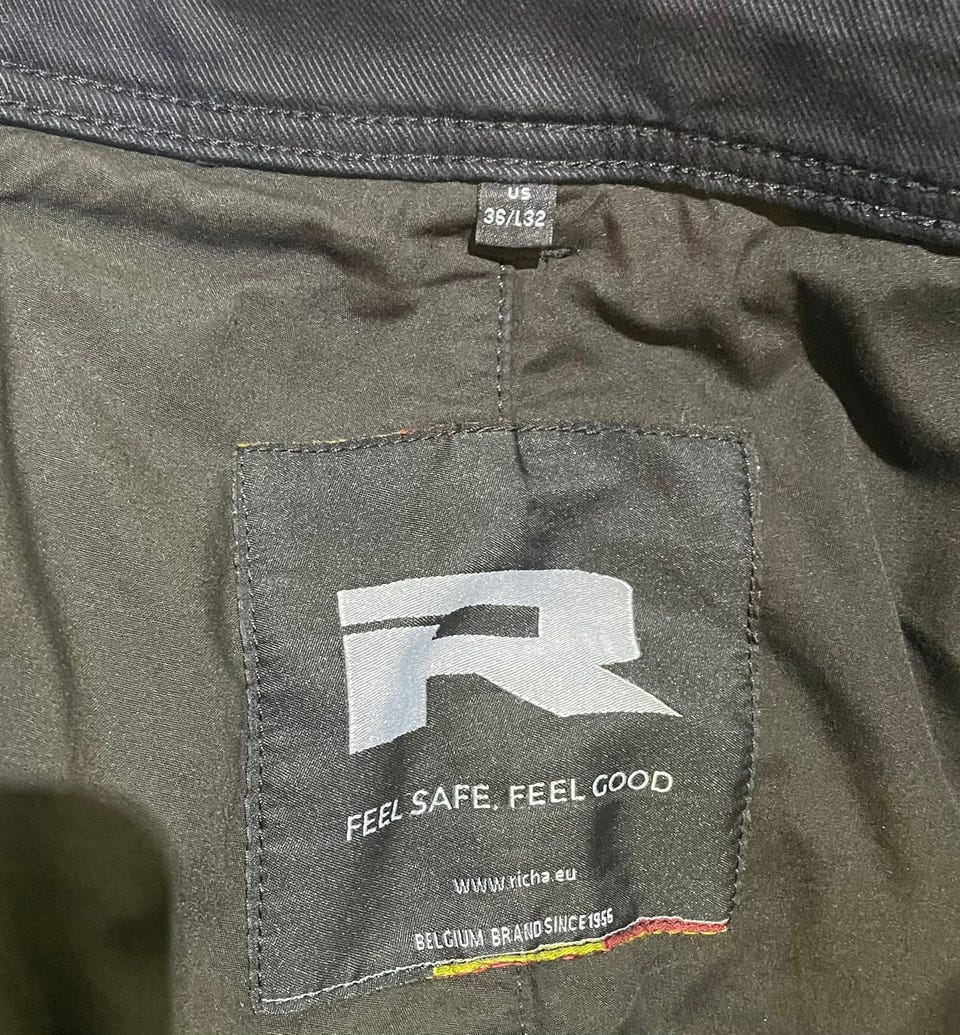 US
36/L32
R
FEEL SAFE. FEEL GOOD
www.richa.eu
BELGIUM BRAND SINCE 1956